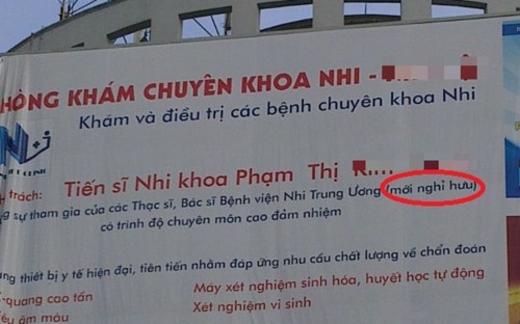 HÒNG KHÁM CHUYÊN KHOA NHI -
Khám và điều trị các bệnh chuyên khoa Nhi
trách: Tiến sĩ Nhi khoa Phạm Thị
sự tham gia của các Thạc sĩ, Bác sĩ Bệnh viện Nhi Trung Ương (mới nghỉ hưu)
có trình độ chuyên môn cao đảm nhiệm
ng thiết bị y tế hiện đại, tiên tiến nhằm đáp ứng nhu cầu chất lượng về chẩn đoán
quang cao tần
Máy xét nghiệm sinh hóa, huyết học tự động
êu âm màu
Xét nghiệm vi sinh